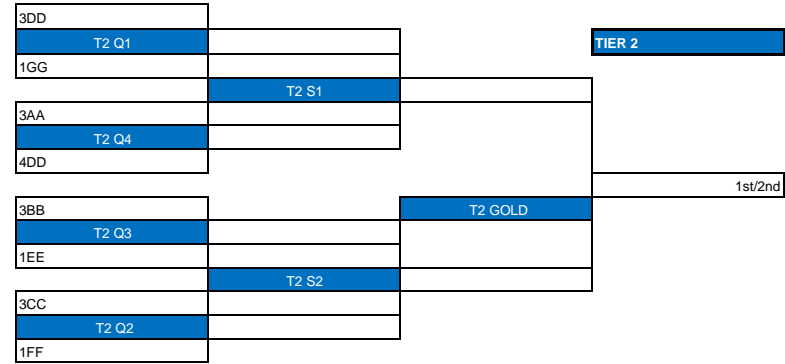 3DD
T2 Q1
TIER 2
1GG
T2 S1
3AA
T2 Q4
4DD
1st/2nd
3BB
T2 GOLD
T2 Q3
1EE
T2 S2
3CC
T2 Q2
1FF